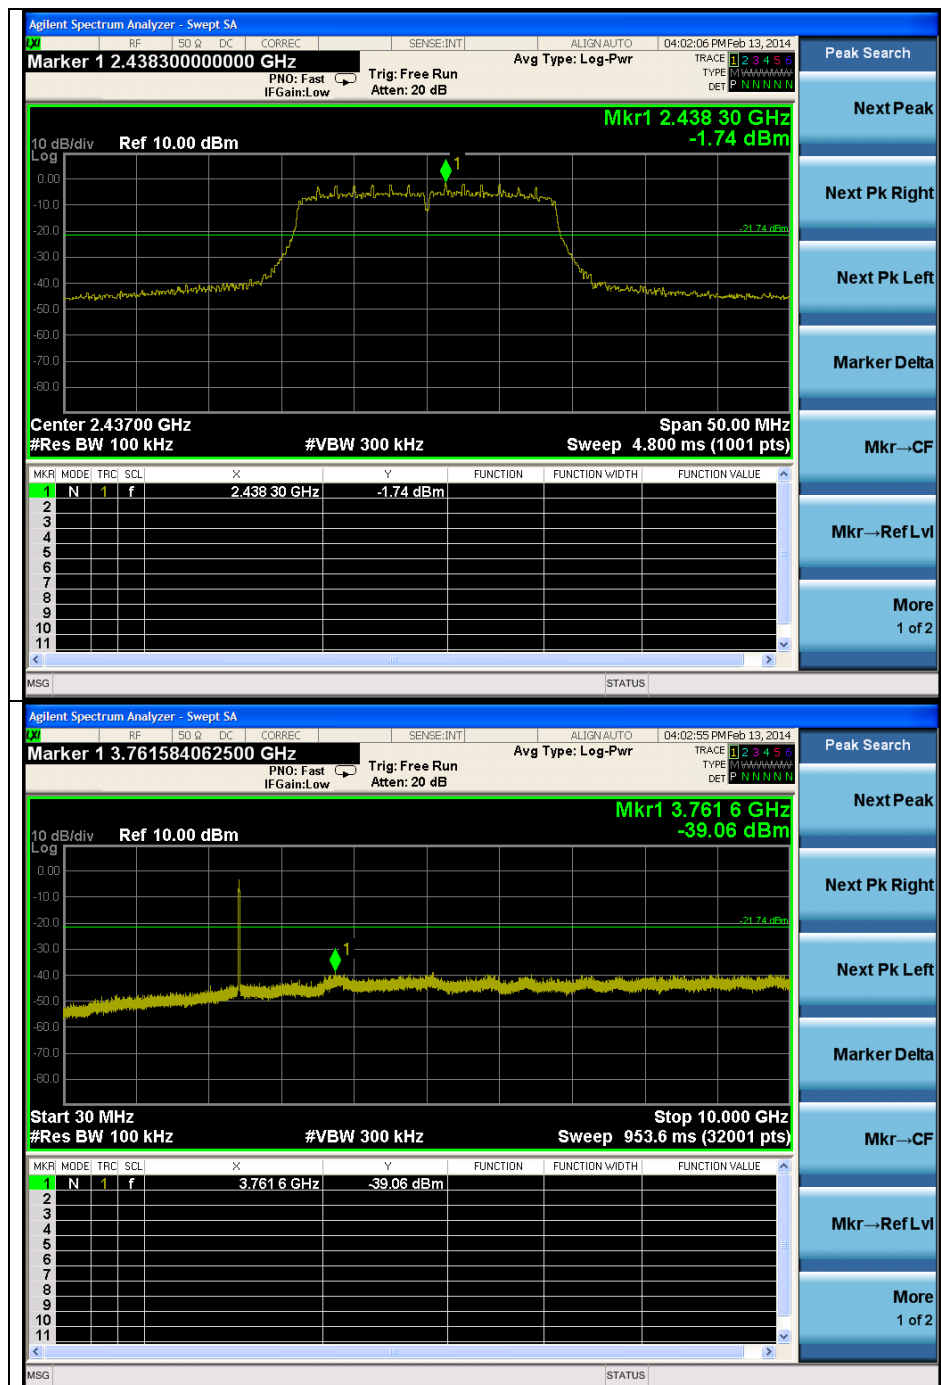 Agilent Spectrum Analyzer - Swept SA
LXI RF 50 Ω DC CORREC SENSE:INT ALIGNAUTO 04:02:06 PM Feb 13, 2014
Marker 1 2.438300000000 GHz
PNO: Fast
IFGain:Low
Trig: Free Run
Atten: 20 dB
Avg Type: Log-Pwr
TRACE 1 2 3 4 5 6
TYPE M WWWWW
DET P N N N N N
Mkr1 2.438 30 GHz
-1.74 dBm
10 dB/div Ref 10.00 dBm
Log
1
0.00
-10.0
-20.0
-21.74 dBm
-30.0
-40.0
-50.0
-60.0
-70.0
-80.0
Center 2.43700 GHz Span 50.00 MHz
#Res BW 100 kHz #VBW 300 kHz Sweep 4.800 ms (1001 pts)
MKR MODE TRC SCL X Y FUNCTION FUNCTION WIDTH FUNCTION VALUE
1 N 1 f 2.438 30 GHz -1.74 dBm
2
3
4
5
6
7
8
9
10
11
MSG STATUS
Peak Search
Next Peak
Next Pk Right
Next Pk Left
Marker Delta
Mkr→CF
Mkr→Ref Lvl
More
1 of 2
Agilent Spectrum Analyzer - Swept SA
LXI RF 50 Ω DC CORREC SENSE:INT ALIGNAUTO 04:02:55 PM Feb 13, 2014
Marker 1 3.761584062500 GHz
PNO: Fast
IFGain:Low
Trig: Free Run
Atten: 20 dB
Avg Type: Log-Pwr
TRACE 1 2 3 4 5 6
TYPE M WWWWW
DET P N N N N N
Mkr1 3.761 6 GHz
-39.06 dBm
10 dB/div Ref 10.00 dBm
Log
0.00
-10.0
-20.0
-21.74 dBm
-30.0
1
-40.0
-50.0
-60.0
-70.0
-80.0
Start 30 MHz Stop 10.000 GHz
#Res BW 100 kHz #VBW 300 kHz Sweep 953.6 ms (32001 pts)
MKR MODE TRC SCL X Y FUNCTION FUNCTION WIDTH FUNCTION VALUE
1 N 1 f 3.761 6 GHz -39.06 dBm
2
3
4
5
6
7
8
9
10
11
MSG STATUS
Peak Search
Next Peak
Next Pk Right
Next Pk Left
Marker Delta
Mkr→CF
Mkr→Ref Lvl
More
1 of 2